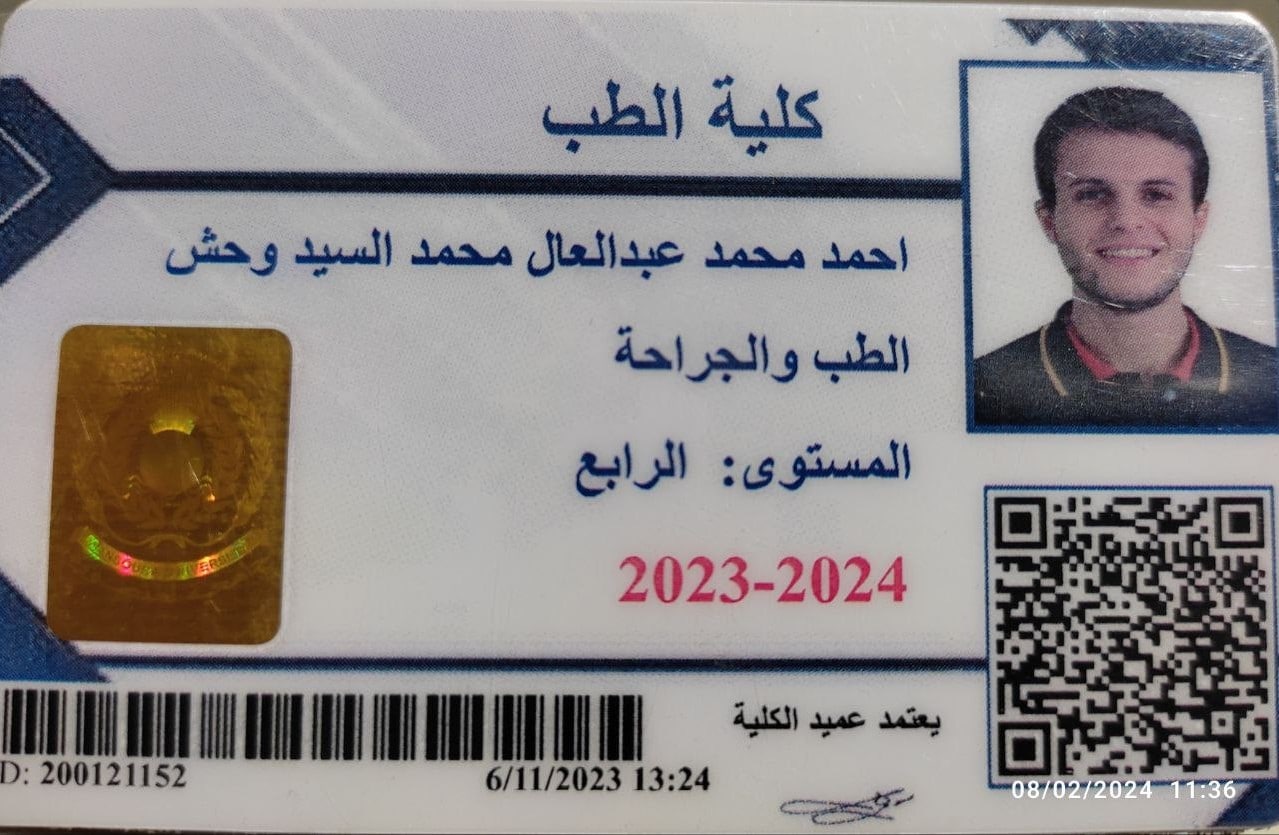 كلية الطب
احمد محمد عبدالعال محمد السيد وحش
الطب والجراحة
المستوى: الرابع
2023-2024
MANSOURA UNIVERSITY
يعتمد عميد الكلية
D: 200121152
6/11/2023 13:24
08/02/2024 11:36